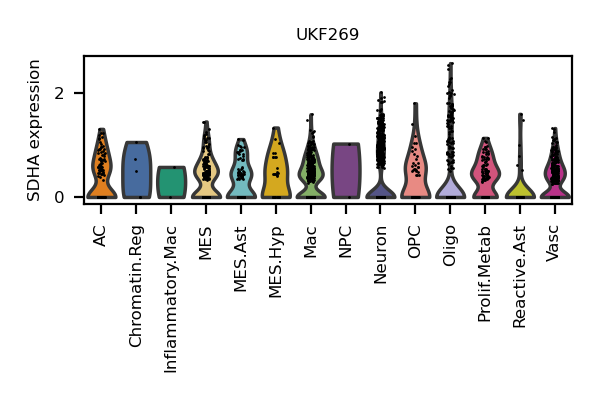 UKF269
SDHA expression
2
0
AC
Chromatin.Reg
Inflammatory.Mac
MES
MES.Ast
MES.Hyp
Mac
NPC
Neuron
OPC
Oligo
Prolif.Metab
Reactive.Ast
Vasc